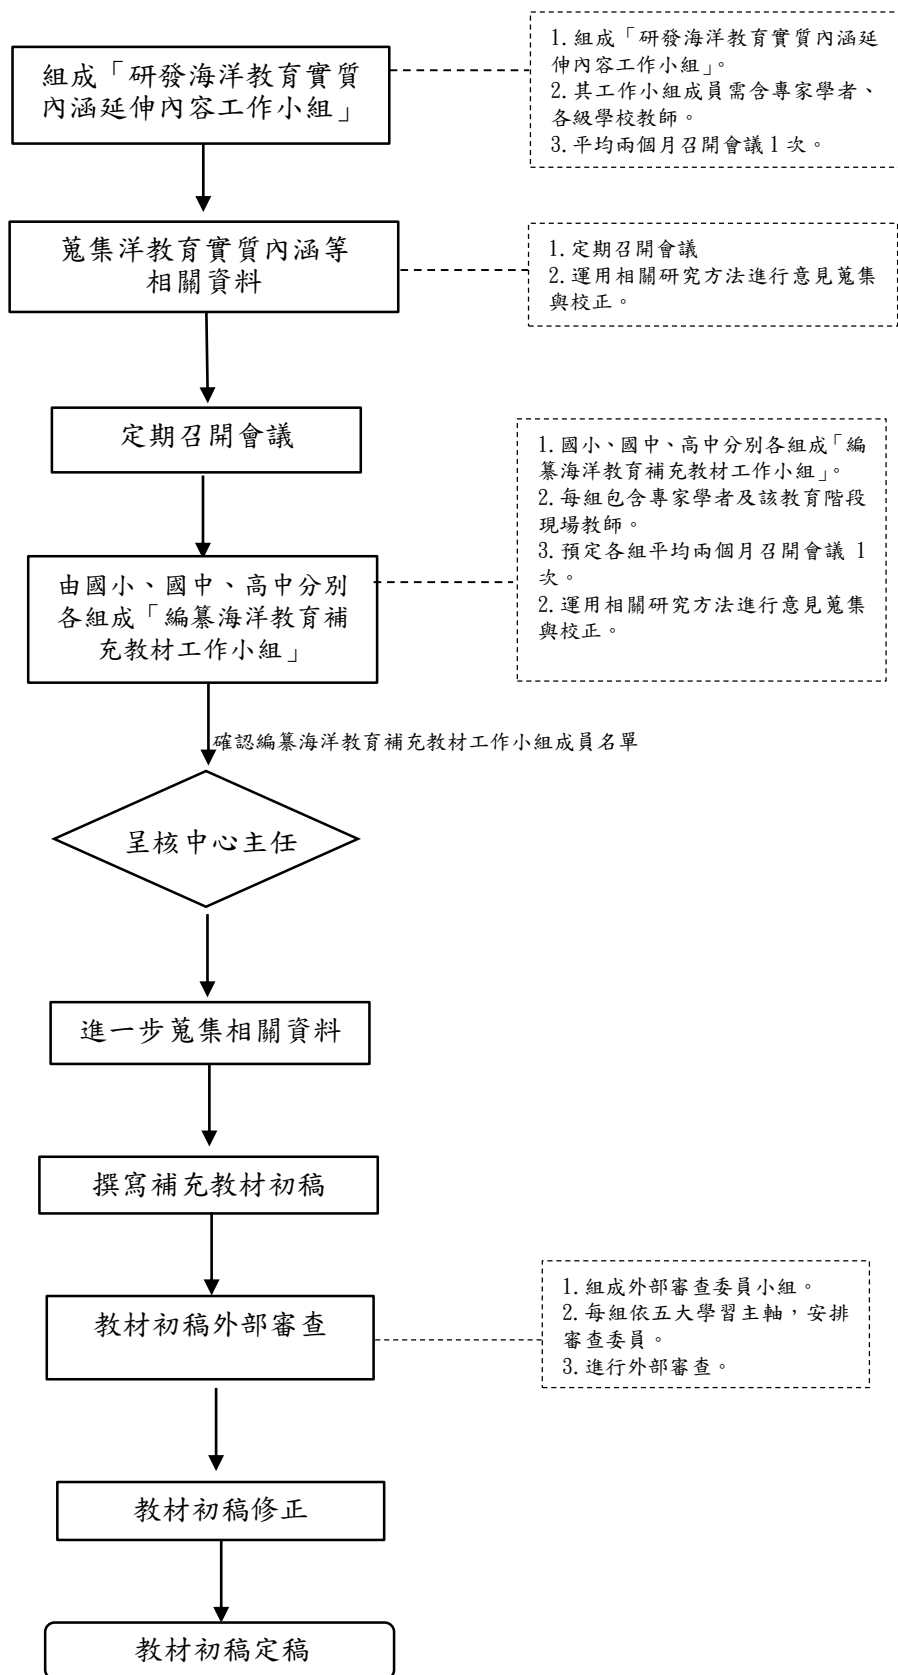 組成「研發海洋教育實質
內涵延伸內容工作小組」
1.組成「研發海洋教育實質內涵延
伸內容工作小組」。
2.其工作小組成員需含專家學者、
各級學校教師。
3.平均兩個月召開會議1次。
蒐集洋教育實質內涵等
相關資料
1.定期召開會議
2.運用相關研究方法進行意見蒐集
與校正。
定期召開會議
由國小、國中、高中分別
各組成「編纂海洋教育補
充教材工作小組」
1.國小、國中、高中分別各組成「編
纂海洋教育補充教材工作小組」。
2.每組包含專家學者及該教育階段
現場教師。
3.預定各組平均兩個月召開會議 1
次。
2.運用相關研究方法進行意見蒐集
與校正。
確認編纂海洋教育補充教材工作小組成員名單
呈核中心主任
進一步蒐集相關資料
撰寫補充教材初稿
教材初稿外部審查
1.組成外部審查委員小組。
2.每組依五大學習主軸，安排
審查委員。
3.進行外部審查。
教材初稿修正
教材初稿定稿